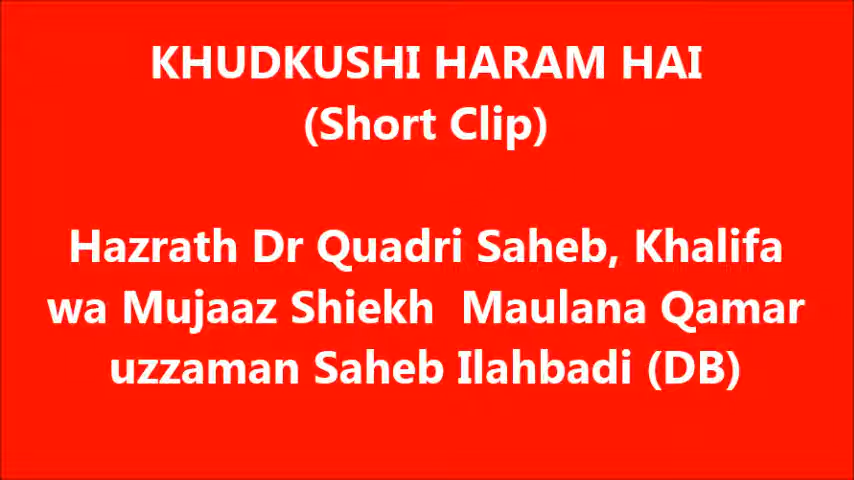 KHUDKUSHI HARAM HAI
(Short Clip)
Hazrath Dr Quadri Saheb, Khalifa
wa Mujaaz Shiekh  Maulana Qamar
uzzaman Saheb Ilahbadi (DB)